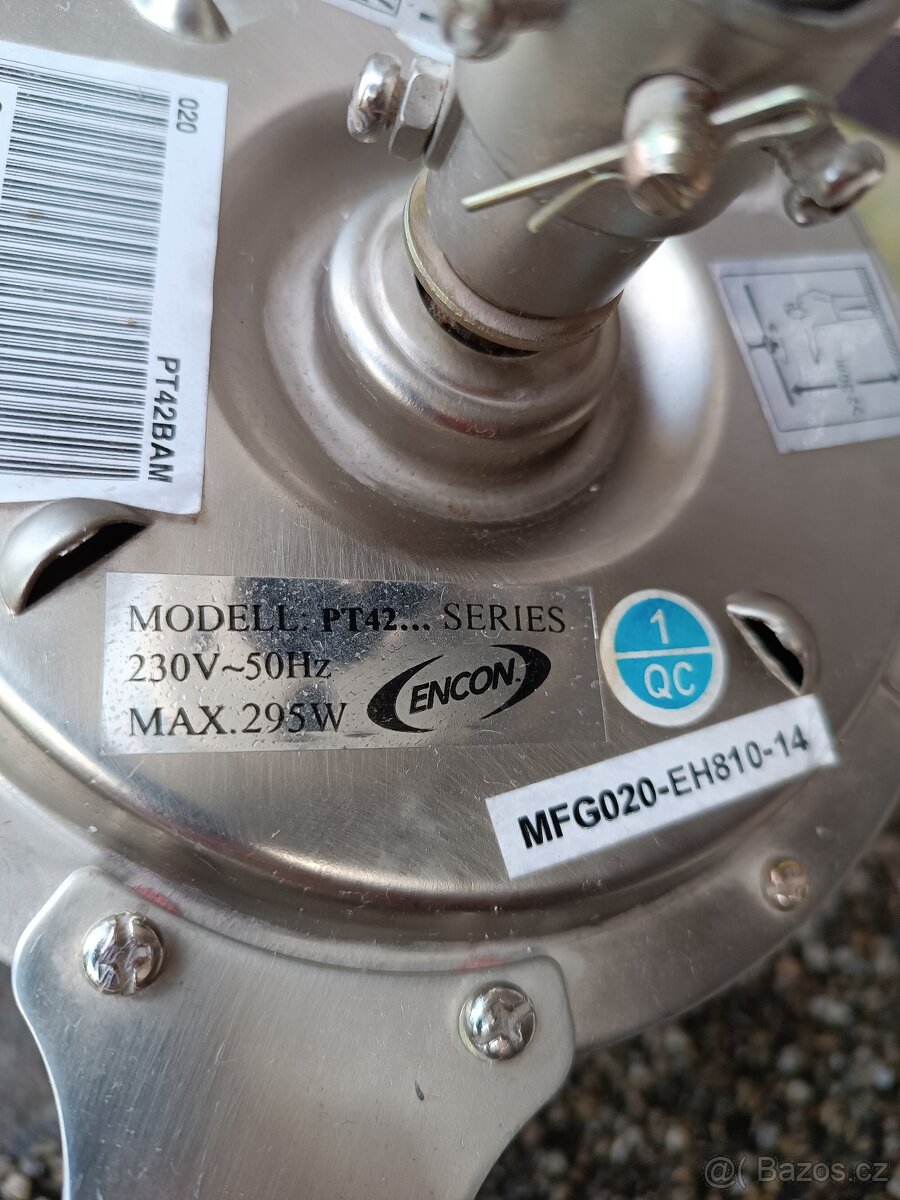 020
PT42BAM
MODELL: PT42... SERIES
230V~50Hz
MAX.295W
ENCON.
1
QC
MFG020-EH810-14
@( Bazos.cz